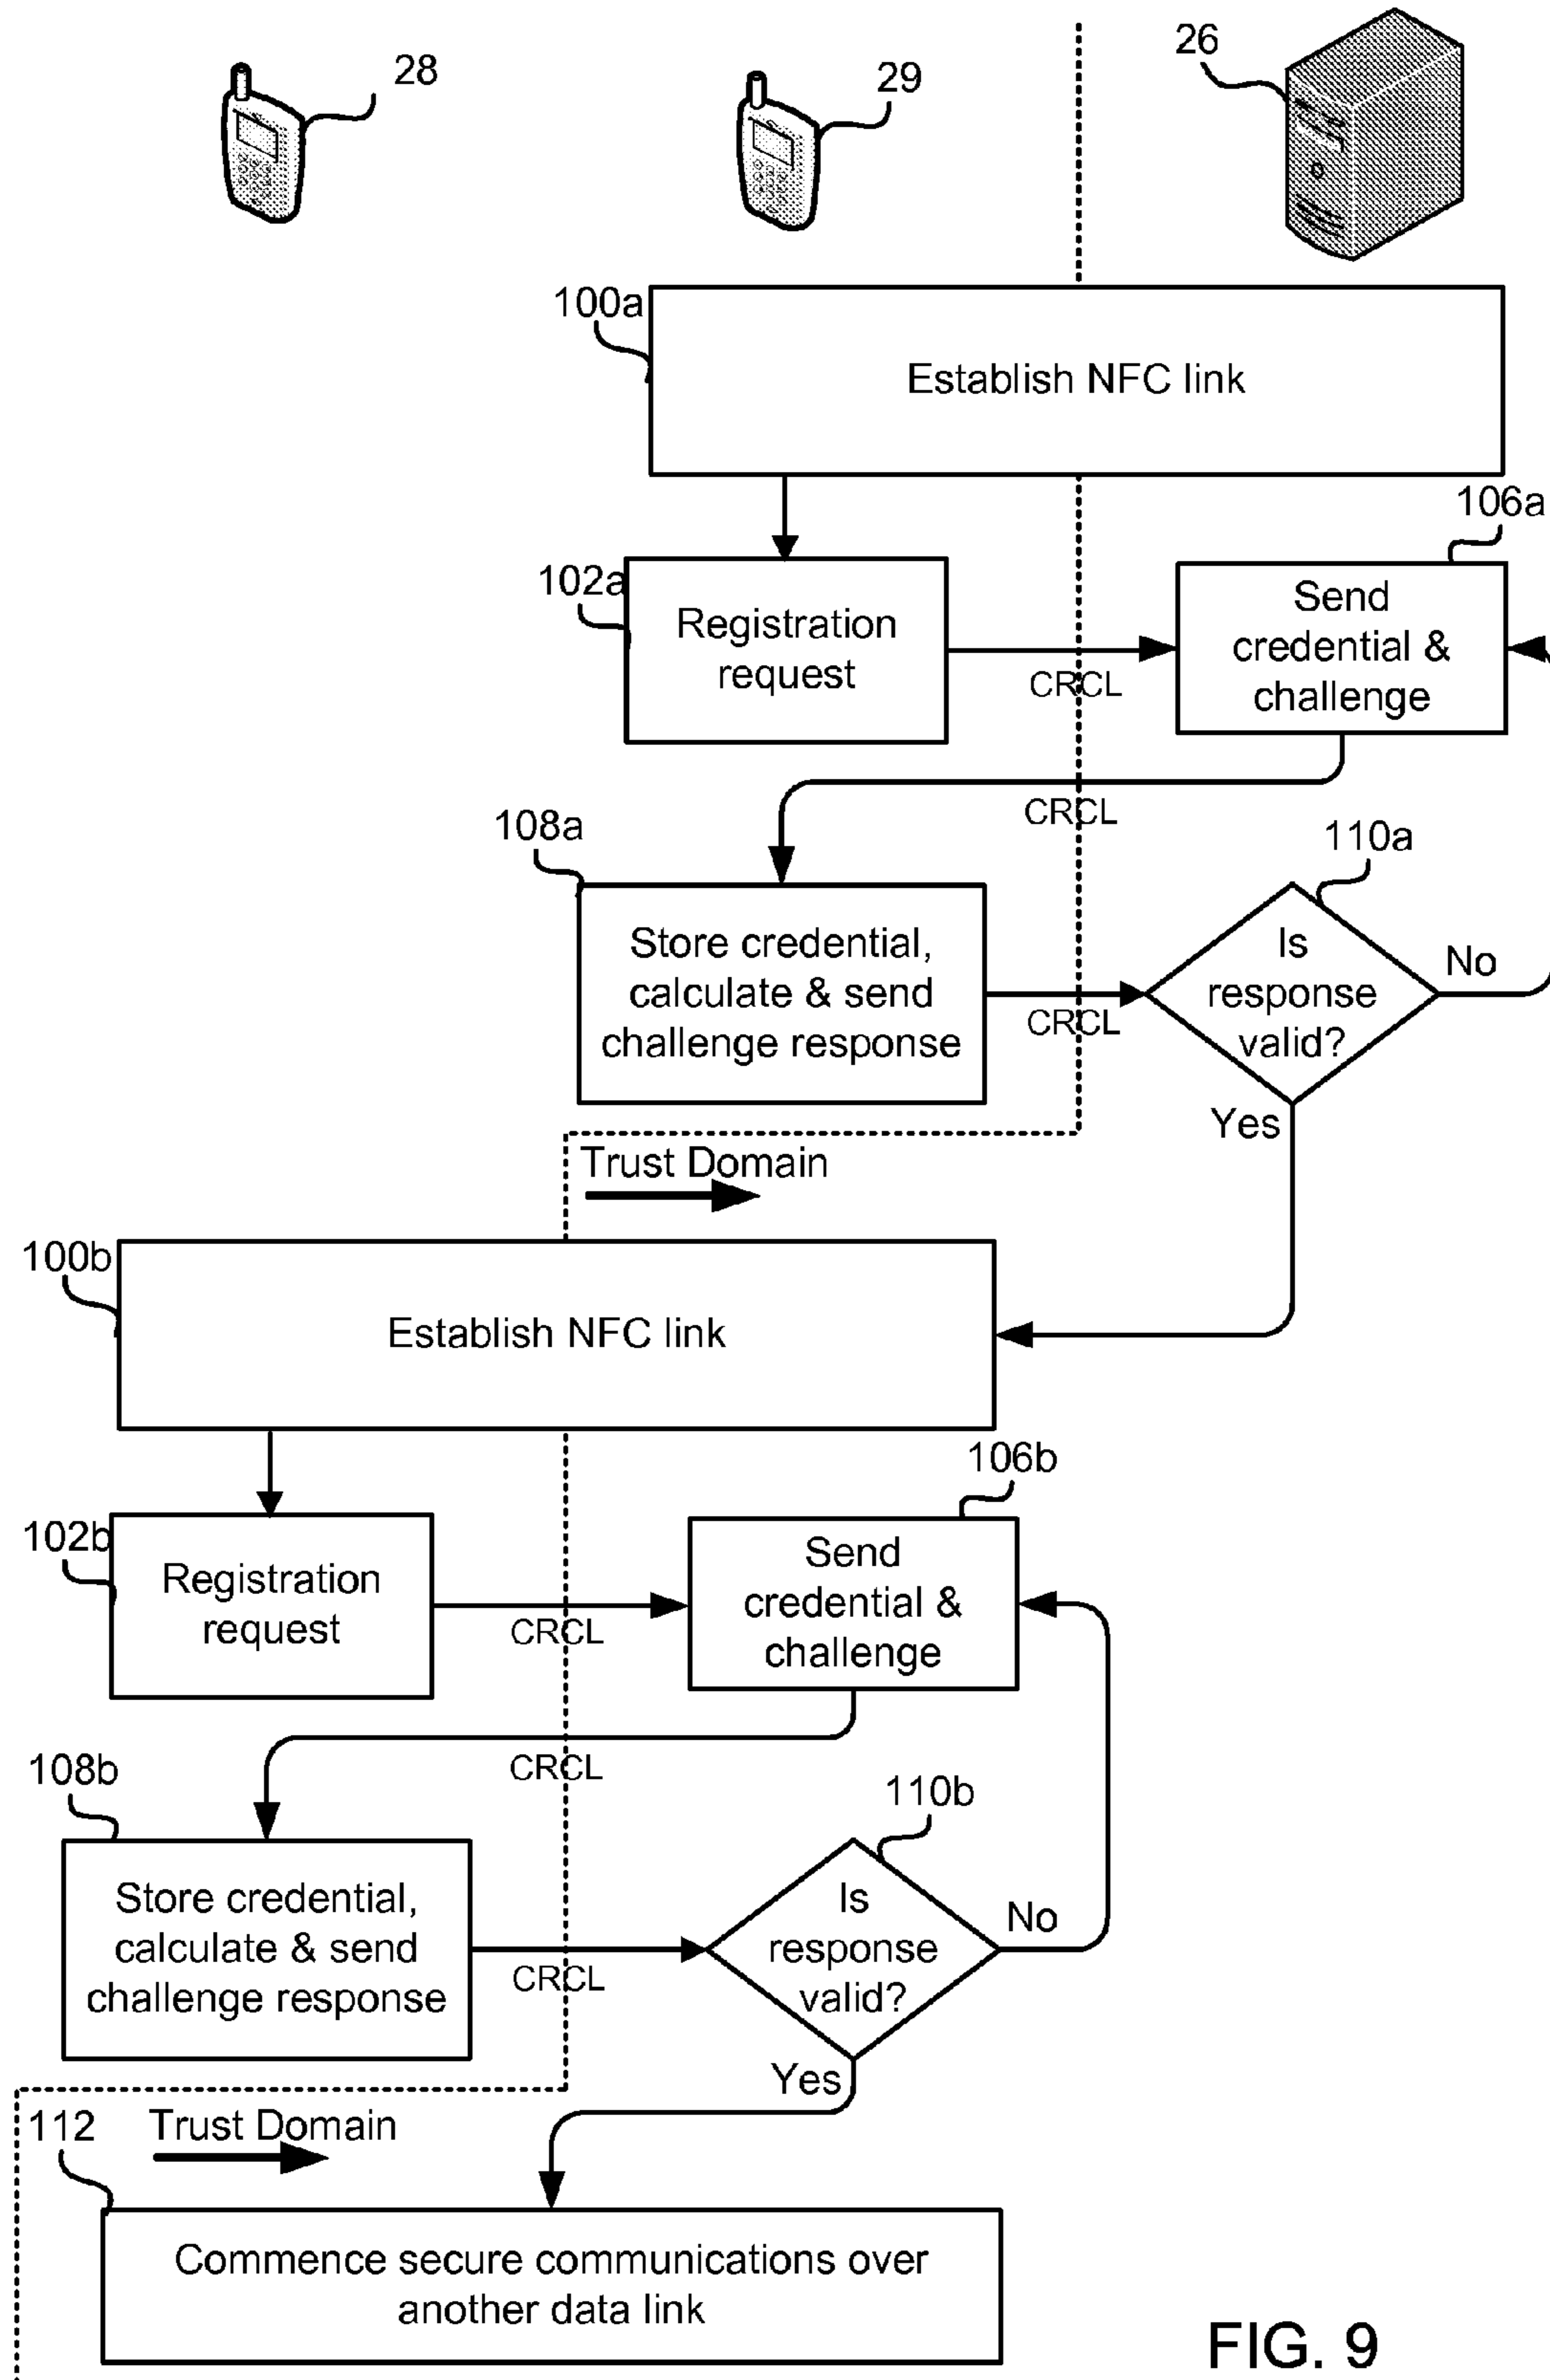 28
29
26
100a
Establish NFC link
106a
102a
Registration
request
CRCL
Send
credential &
challenge
CRCL
108a
110a
Store credential,
calculate & send
challenge response
CRCL
Is
response
valid?
No
Yes
Trust Domain
100b
Establish NFC link
106b
102b
Registration
request
CRCL
Send
credential &
challenge
CRCL
108b
110b
Store credential,
calculate & send
challenge response
CRCL
Is
response
valid?
No
Yes
112
Trust Domain
Commence secure communications over
another data link
FIG. 9